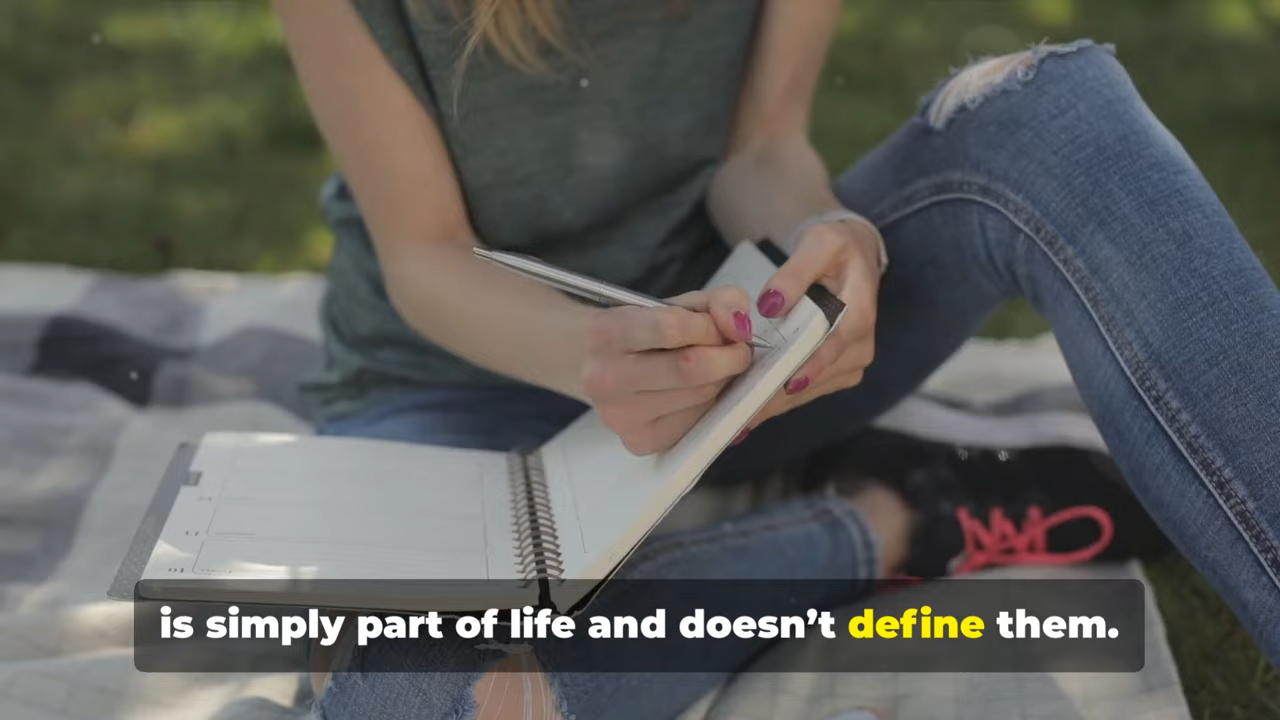 is simply part of life and doesn’t define them.